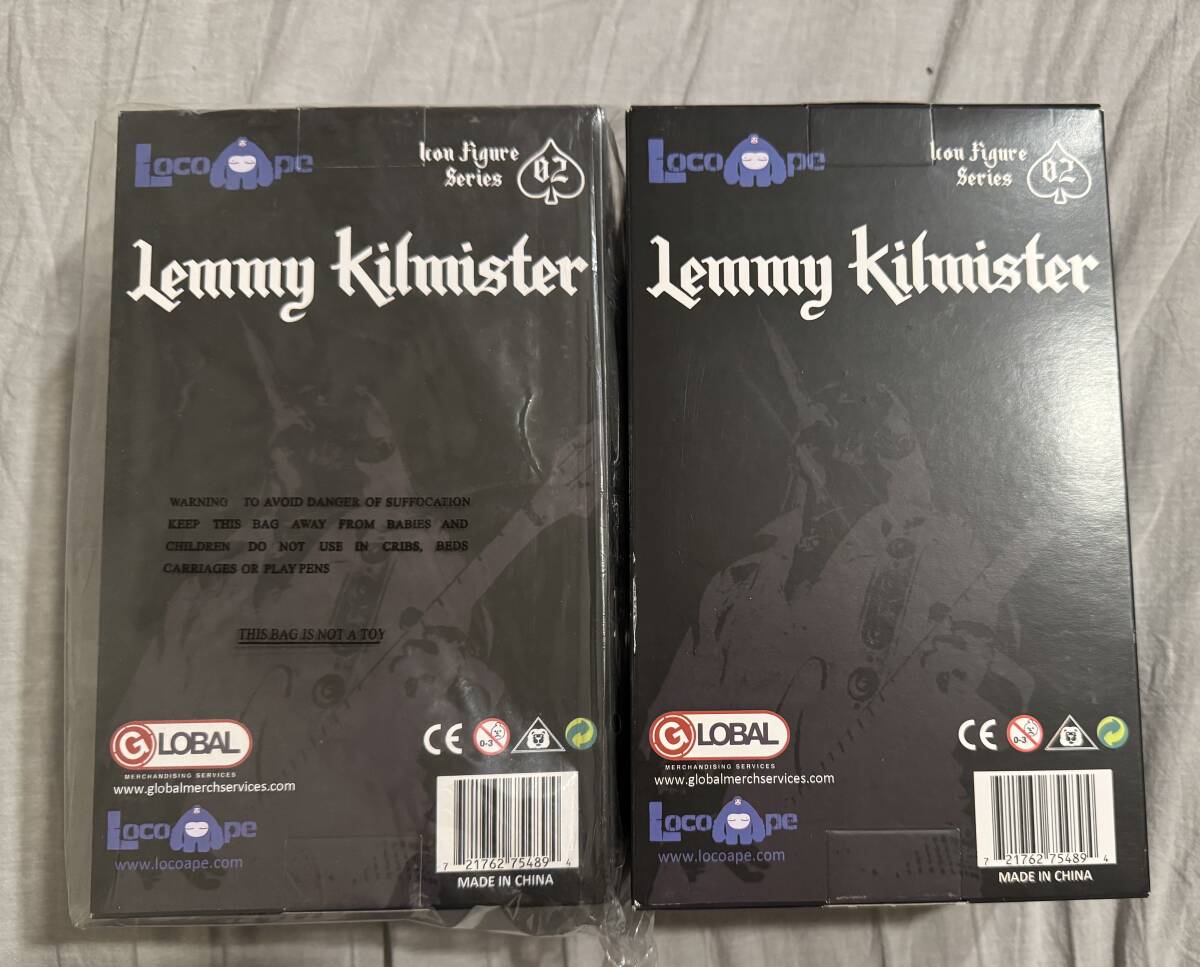 LocoApe
Icon Figure
Series
02
Lemmy Kilmister
WARNING TO AVOID DANGER OF SUFFOCATION
KEEP THIS BAG AWAY FROM BABIES AND
CHILDREN DO NOT USE IN CRIBS, BEDS
CARRIAGES OR PLAY PENS
THIS BAG IS NOT A TOY
GLOBAL
MERCHANDISING SERVICES
www.globalmerchservices.com
CE
0-3
LocoApe
www.locoape.com
7 21762 75489 4
MADE IN CHINA
LocoApe
Icon Figure
Series
02
Lemmy Kilmister
GLOBAL
MERCHANDISING SERVICES
www.globalmerchservices.com
CE
0-3
LocoApe
www.locoape.com
7 21762 75489 4
MADE IN CHINA